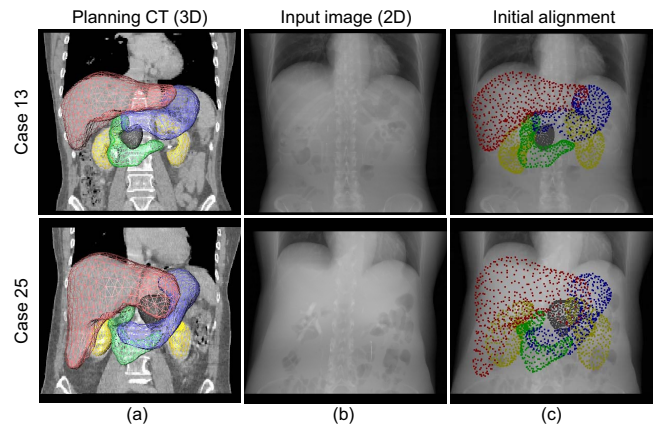 Planning CT (3D)
Input image (2D)
Initial alignment
Case 13
Case 25
(a)
(b)
(c)